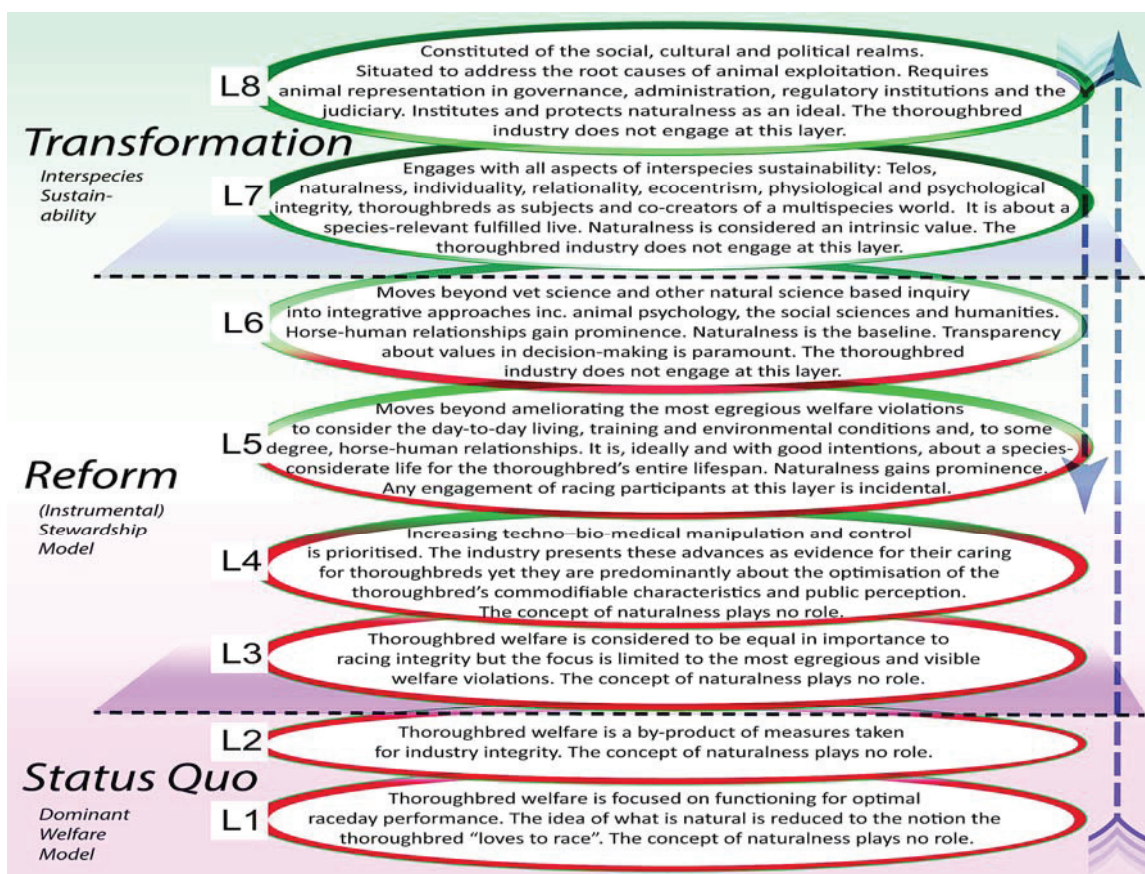 L8
Constituted of the social, cultural and political realms.
Situated to address the root causes of animal exploitation. Requires
animal representation in governance, administration, regulatory institutions and the
judiciary. Institutes and protects naturalness as an ideal. The thoroughbred
industry does not engage at this layer.
Transformation
Interspecies
Sustain-
ability
L7
Engages with all aspects of interspecies sustainability: Telos,
naturalness, individuality, relationality, ecocentrism, physiological and psychological
integrity, thoroughbreds as subjects and co-creators of a multispecies world. It is about a
species-relevant fulfilled live. Naturalness is considered an intrinsic value. The
thoroughbred industry does not engage at this layer.
L6
Moves beyond vet science and other natural science based inquiry
into integrative approaches inc. animal psychology, the social sciences and humanities.
Horse-human relationships gain prominence. Naturalness is the baseline. Transparency
about values in decision-making is paramount. The thoroughbred
industry does not engage at this layer.
L5
Moves beyond ameliorating the most egregious welfare violations
to consider the day-to-day living, training and environmental conditions and, to some
degree, horse-human relationships. It is, ideally and with good intentions, about a species-
considerate life for the thoroughbred's entire lifespan. Naturalness gains prominence.
Any engagement of racing participants at this layer is incidental.
Reform
(Instrumental)
Stewardship
Model
L4
Increasing techno-bio-medical manipulation and control
is prioritised. The industry presents these advances as evidence for their caring
for thoroughbreds yet they are predominantly about the optimisation of the
thoroughbred's commodifiable characteristics and public perception.
The concept of naturalness plays no role.
L3
Thoroughbred welfare is considered to be equal in importance to
racing integrity but the focus is limited to the most egregious and visible
welfare violations. The concept of naturalness plays no role.
L2
Thoroughbred welfare is a by-product of measures taken
for industry integrity. The concept of naturalness plays no role.
Status Quo
Dominant
Welfare
Model
L1
Thoroughbred welfare is focused on functioning for optimal
raceday performance. The idea of what is natural is reduced to the notion the
thoroughbred "loves to race". The concept of naturalness plays no role.